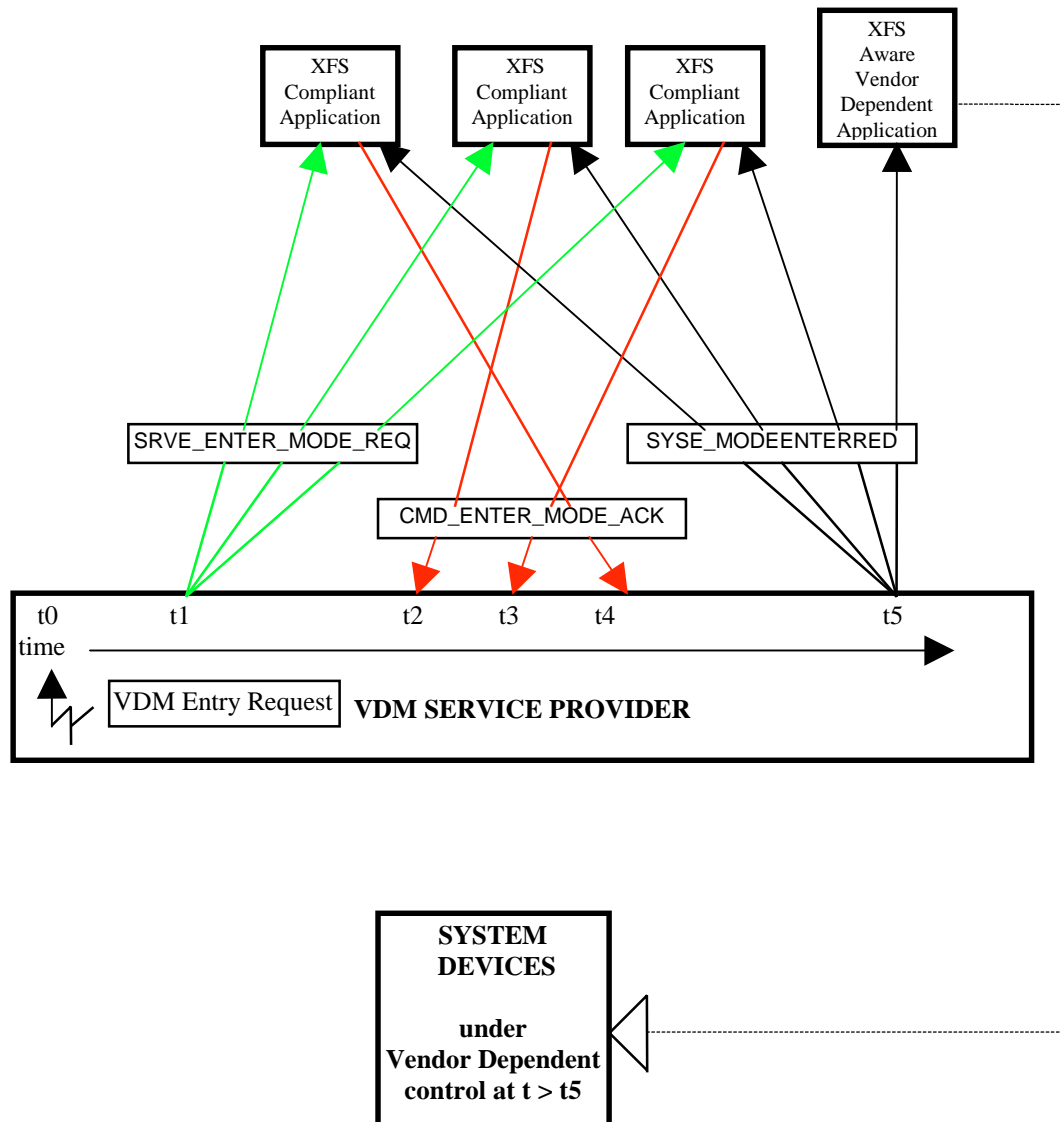 XFS
Compliant
Application
XFS
Compliant
Application
XFS
Compliant
Application
XFS
Aware
Vendor
Dependent
Application
SRVE_ENTER_MODE_REQ
SYSE_MODEENTERRED
CMD_ENTER_MODE_ACK
t0 t1 t2 t3 t4 t5
time
VDM Entry Request
VDM SERVICE PROVIDER
SYSTEM
DEVICES
under
Vendor Dependent
control at t > t5